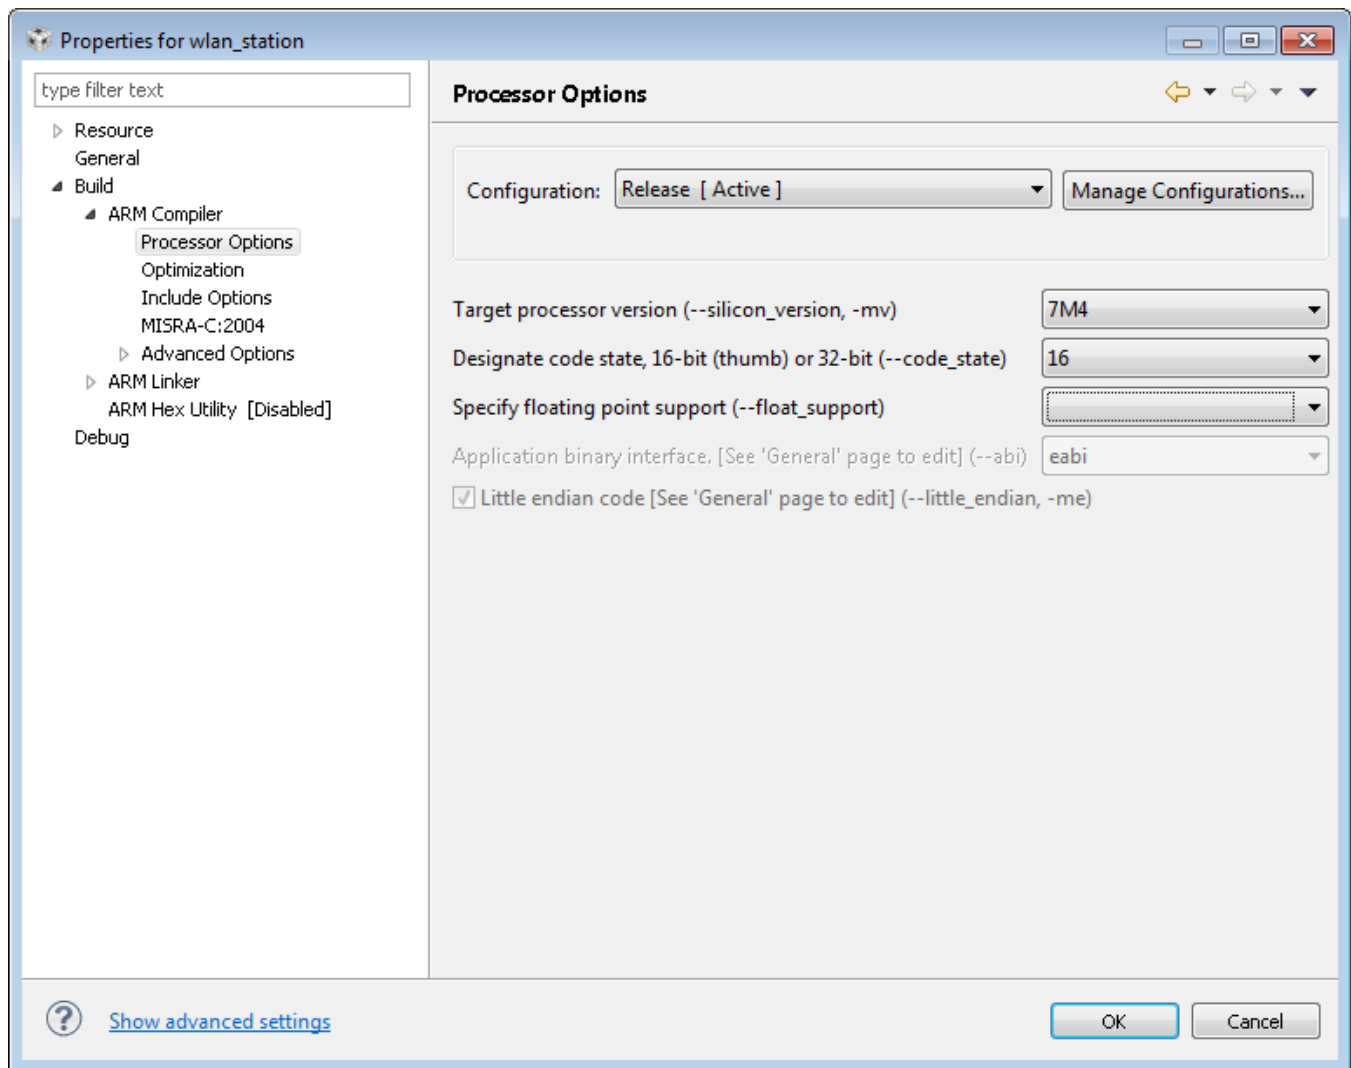 Properties for wlan_station
type filter text
Resource
General
Build
ARM Compiler
Processor Options
Optimization
Include Options
MISRA-C:2004
Advanced Options
ARM Linker
ARM Hex Utility [Disabled]
Debug
Processor Options
Configuration: Release [ Active ] Manage Configurations...
Target processor version (--silicon_version, -mv) 7M4
Designate code state, 16-bit (thumb) or 32-bit (--code_state) 16
Specify floating point support (--float_support)
Application binary interface. [See 'General' page to edit] (--abi) eabi
Little endian code [See 'General' page to edit] (--little_endian, -me)
? Show advanced settings OK Cancel